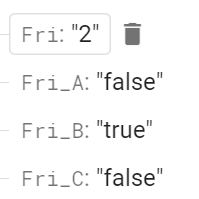 Fri: "2"
Fri_A: "false"
Fri_B: "true"
Fri_C: "false"